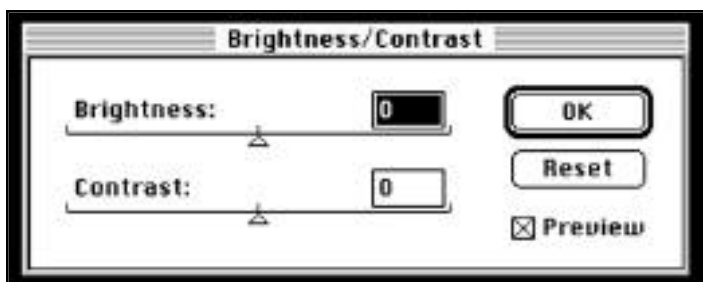 Brightness/Contrast
Brightness: 0
OK
Contrast: 0
Reset
Preview